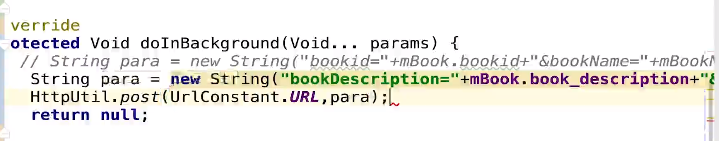 verride
otected Void doInBackground(Void... params) {
// String para = new String("bookid="+mBook.bookid+"&bookName="+mBookN
String para = new String("bookDescription="+mBook.book_description+"&
HttpUtil.post(UrlConstant.URL,para);
return null;